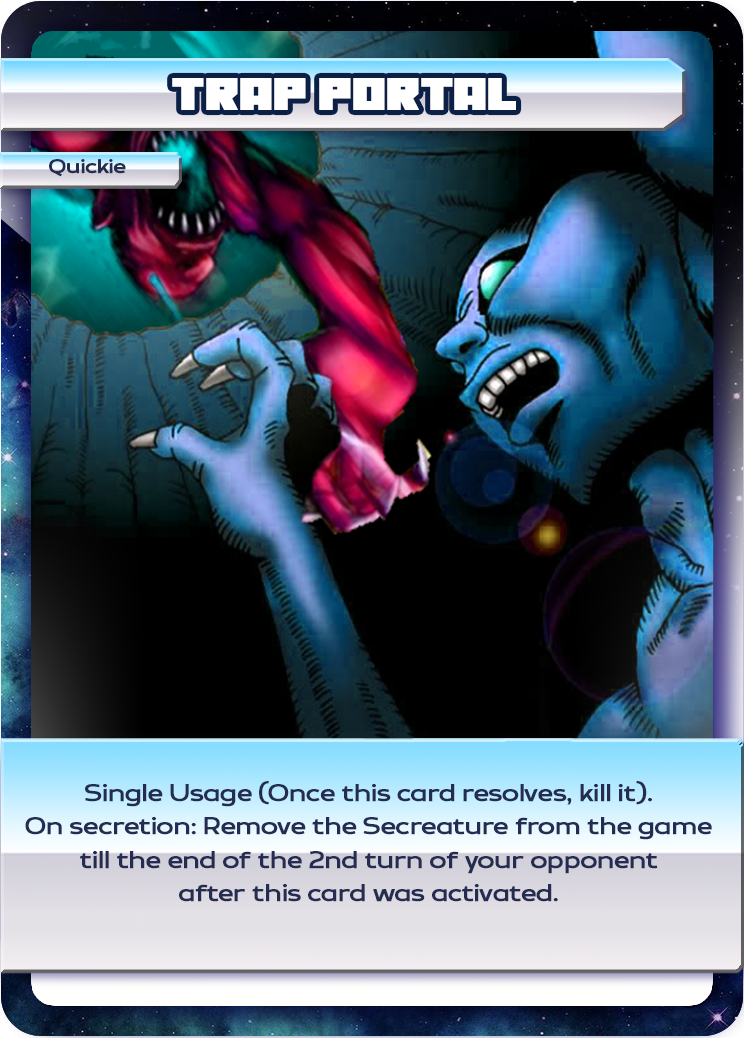 TRAP PORTAL
Quickie
Single Usage (Once this card resolves, kill it).
On secretion: Remove the Secreature from the game
till the end of the 2nd turn of your opponent
after this card was activated.